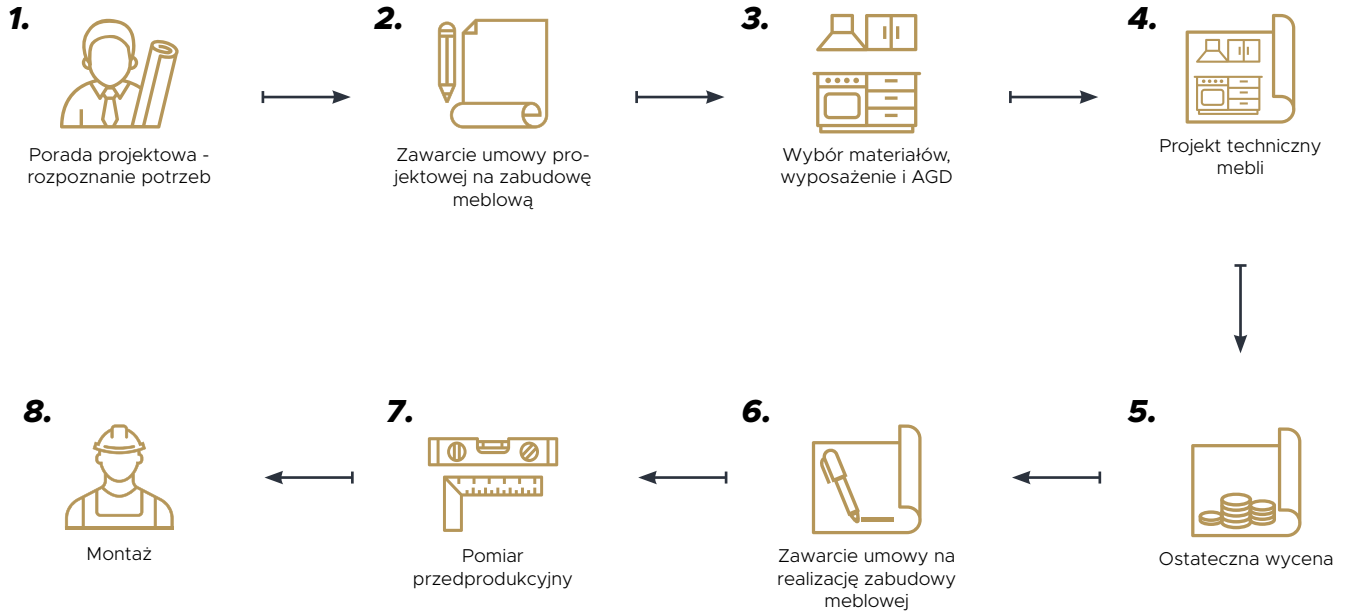 1.
Porada projektowa -
rozpoznanie potrzeb
2.
Zawarcie umowy pro-
jektowej na zabudowę
meblową
3.
Wybór materiałów,
wyposażenie i AGD
4.
Projekt techniczny
mebli
5.
Ostateczna wycena
6.
Zawarcie umowy na
realizację zabudowy
meblowej
7.
Pomiar
przedprodukcyjny
8.
Montaż